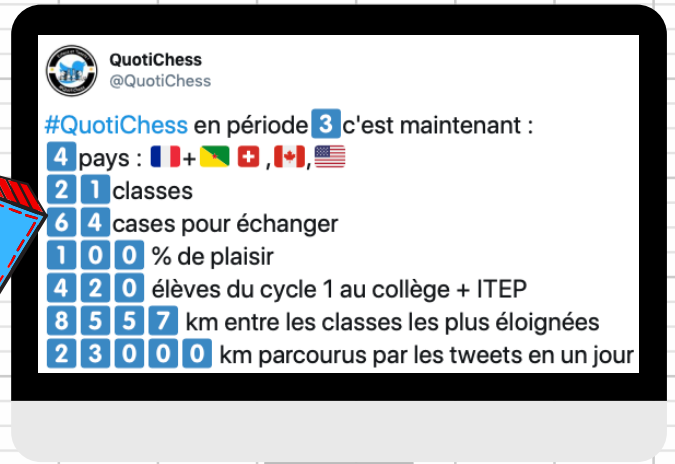 QuotiChess
@QuotiChess
#QuotiChess en période 3 c'est maintenant :
4 pays : 🇫🇷+🇬🇫 🇨🇭,🇨🇦,🇺🇸
21 classes
64 cases pour échanger
100 % de plaisir
420 élèves du cycle 1 au collège + ITEP
8557 km entre les classes les plus éloignées
23000 km parcourus par les tweets en un jour